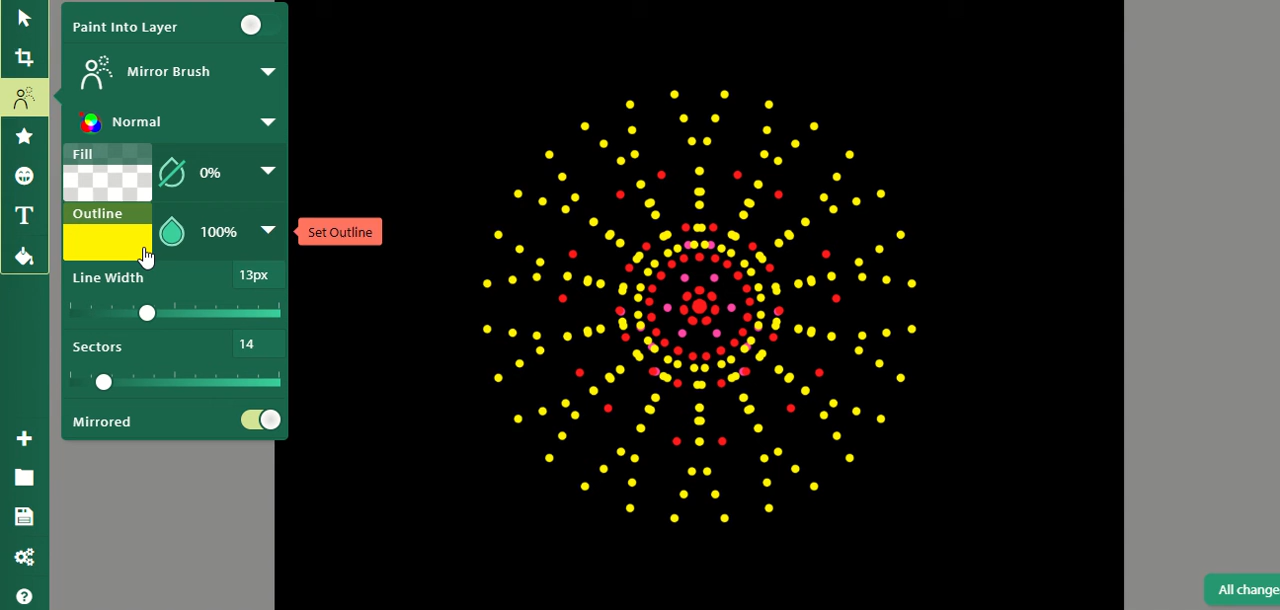 Paint Into Layer
Mirror Brush
Normal
Fill
0%
Outline
100%
Set Outline
Line Width
13px
Sectors
14
Mirrored
T
?
All change